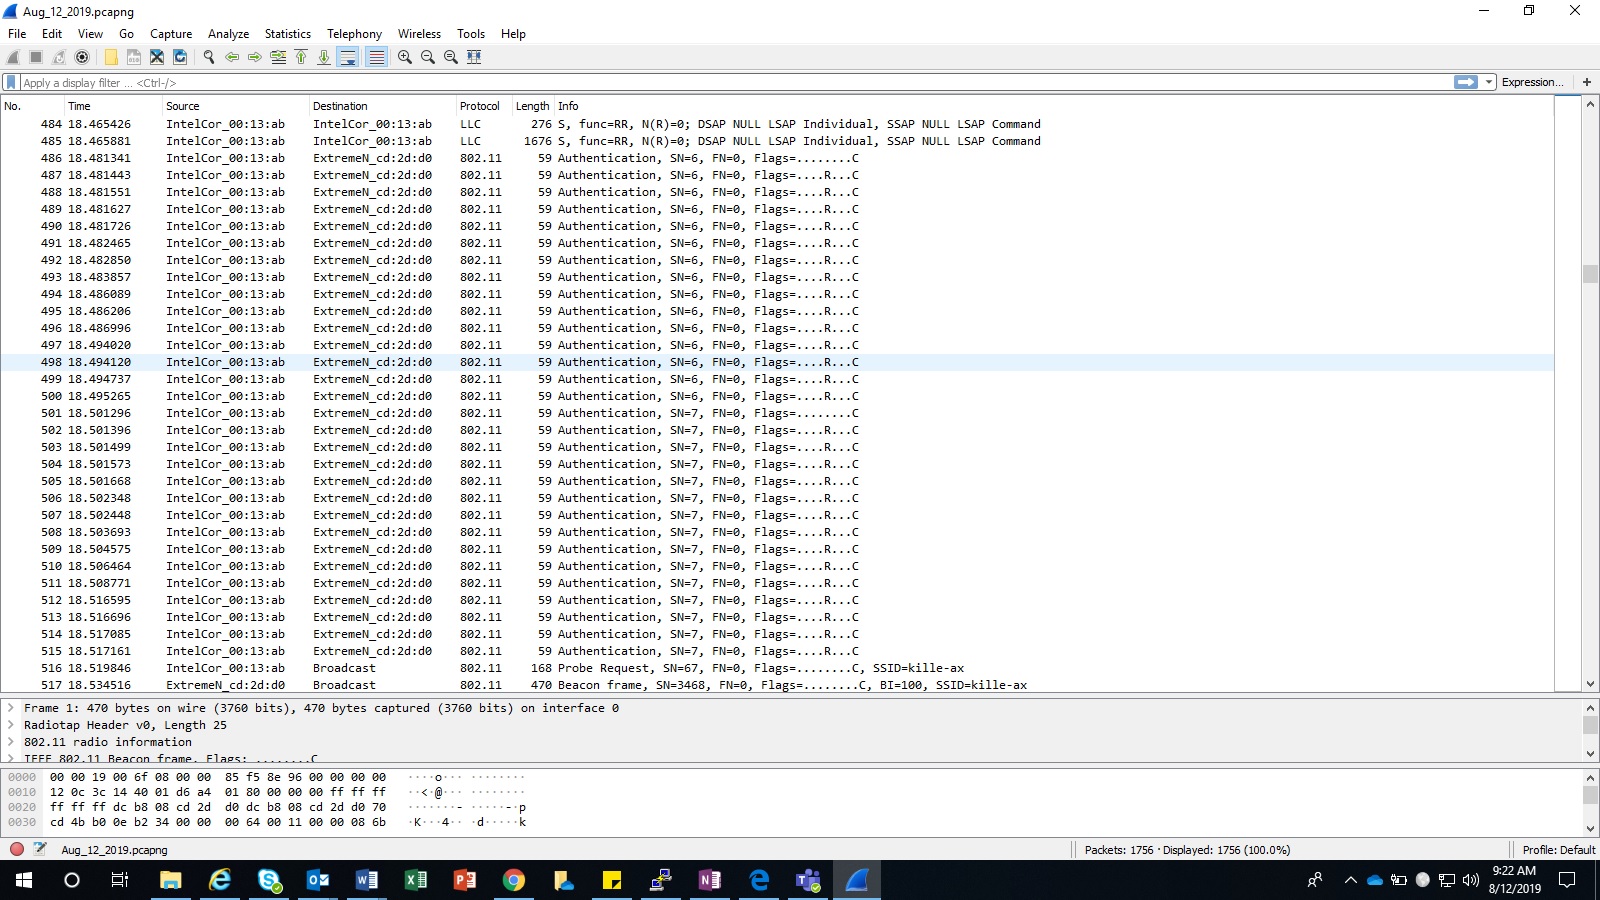 Aug_12_2019.pcapng
File Edit View Go Capture Analyze Statistics Telephony Wireless Tools Help
Apply a display filter ... <Ctrl-/> Expression... +
No. Time Source Destination Protocol Length Info
484 18.465426 IntelCor_00:13:ab IntelCor_00:13:ab LLC 276 S, func=RR, N(R)=0; DSAP NULL LSAP Individual, SSAP NULL LSAP Command
485 18.465881 IntelCor_00:13:ab IntelCor_00:13:ab LLC 1676 S, func=RR, N(R)=0; DSAP NULL LSAP Individual, SSAP NULL LSAP Command
486 18.481341 IntelCor_00:13:ab ExtremeN_cd:2d:d0 802.11 59 Authentication, SN=6, FN=0, Flags=........C
487 18.481443 IntelCor_00:13:ab ExtremeN_cd:2d:d0 802.11 59 Authentication, SN=6, FN=0, Flags=....R...C
488 18.481551 IntelCor_00:13:ab ExtremeN_cd:2d:d0 802.11 59 Authentication, SN=6, FN=0, Flags=....R...C
489 18.481627 IntelCor_00:13:ab ExtremeN_cd:2d:d0 802.11 59 Authentication, SN=6, FN=0, Flags=....R...C
490 18.481726 IntelCor_00:13:ab ExtremeN_cd:2d:d0 802.11 59 Authentication, SN=6, FN=0, Flags=....R...C
491 18.482465 IntelCor_00:13:ab ExtremeN_cd:2d:d0 802.11 59 Authentication, SN=6, FN=0, Flags=....R...C
492 18.482850 IntelCor_00:13:ab ExtremeN_cd:2d:d0 802.11 59 Authentication, SN=6, FN=0, Flags=....R...C
493 18.483857 IntelCor_00:13:ab ExtremeN_cd:2d:d0 802.11 59 Authentication, SN=6, FN=0, Flags=....R...C
494 18.486089 IntelCor_00:13:ab ExtremeN_cd:2d:d0 802.11 59 Authentication, SN=6, FN=0, Flags=....R...C
495 18.486206 IntelCor_00:13:ab ExtremeN_cd:2d:d0 802.11 59 Authentication, SN=6, FN=0, Flags=....R...C
496 18.486996 IntelCor_00:13:ab ExtremeN_cd:2d:d0 802.11 59 Authentication, SN=6, FN=0, Flags=....R...C
497 18.494020 IntelCor_00:13:ab ExtremeN_cd:2d:d0 802.11 59 Authentication, SN=6, FN=0, Flags=....R...C
498 18.494120 IntelCor_00:13:ab ExtremeN_cd:2d:d0 802.11 59 Authentication, SN=6, FN=0, Flags=....R...C
499 18.494737 IntelCor_00:13:ab ExtremeN_cd:2d:d0 802.11 59 Authentication, SN=6, FN=0, Flags=....R...C
500 18.495265 IntelCor_00:13:ab ExtremeN_cd:2d:d0 802.11 59 Authentication, SN=6, FN=0, Flags=....R...C
501 18.501296 IntelCor_00:13:ab ExtremeN_cd:2d:d0 802.11 59 Authentication, SN=7, FN=0, Flags=........C
502 18.501396 IntelCor_00:13:ab ExtremeN_cd:2d:d0 802.11 59 Authentication, SN=7, FN=0, Flags=....R...C
503 18.501499 IntelCor_00:13:ab ExtremeN_cd:2d:d0 802.11 59 Authentication, SN=7, FN=0, Flags=....R...C
504 18.501573 IntelCor_00:13:ab ExtremeN_cd:2d:d0 802.11 59 Authentication, SN=7, FN=0, Flags=....R...C
505 18.501668 IntelCor_00:13:ab ExtremeN_cd:2d:d0 802.11 59 Authentication, SN=7, FN=0, Flags=....R...C
506 18.502348 IntelCor_00:13:ab ExtremeN_cd:2d:d0 802.11 59 Authentication, SN=7, FN=0, Flags=....R...C
507 18.502448 IntelCor_00:13:ab ExtremeN_cd:2d:d0 802.11 59 Authentication, SN=7, FN=0, Flags=....R...C
508 18.503693 IntelCor_00:13:ab ExtremeN_cd:2d:d0 802.11 59 Authentication, SN=7, FN=0, Flags=....R...C
509 18.504575 IntelCor_00:13:ab ExtremeN_cd:2d:d0 802.11 59 Authentication, SN=7, FN=0, Flags=....R...C
510 18.506464 IntelCor_00:13:ab ExtremeN_cd:2d:d0 802.11 59 Authentication, SN=7, FN=0, Flags=....R...C
511 18.508771 IntelCor_00:13:ab ExtremeN_cd:2d:d0 802.11 59 Authentication, SN=7, FN=0, Flags=....R...C
512 18.516595 IntelCor_00:13:ab ExtremeN_cd:2d:d0 802.11 59 Authentication, SN=7, FN=0, Flags=....R...C
513 18.516696 IntelCor_00:13:ab ExtremeN_cd:2d:d0 802.11 59 Authentication, SN=7, FN=0, Flags=....R...C
514 18.517085 IntelCor_00:13:ab ExtremeN_cd:2d:d0 802.11 59 Authentication, SN=7, FN=0, Flags=....R...C
515 18.517161 IntelCor_00:13:ab ExtremeN_cd:2d:d0 802.11 59 Authentication, SN=7, FN=0, Flags=....R...C
516 18.519846 IntelCor_00:13:ab Broadcast 802.11 168 Probe Request, SN=67, FN=0, Flags=........C, SSID=kille-ax
517 18.534516 ExtremeN_cd:2d:d0 Broadcast 802.11 470 Beacon frame, SN=3468, FN=0, Flags=........C, BI=100, SSID=kille-ax
Frame 1: 470 bytes on wire (3760 bits), 470 bytes captured (3760 bits) on interface 0
Radiotap Header v0, Length 25
802.11 radio information
IEEE 802.11 Beacon frame, Flags: ........C
0000 00 00 19 00 6f 08 00 00 85 f5 8e 96 00 00 00 00 ····o··· ········
0010 12 0c 3c 14 40 01 d6 a4 01 80 00 00 00 ff ff ff ··<·@··· ········
0020 ff ff ff dc b8 08 cd 2d d0 dc b8 08 cd 2d d0 70 ·······- ·····-·p
0030 cd 4b b0 0e b2 34 00 00 00 64 00 11 00 00 08 6b ·K···4·· ·d·····k
Aug_12_2019.pcapng Packets: 1756 · Displayed: 1756 (100.0%) Profile: Default
9:22 AM
8/12/2019